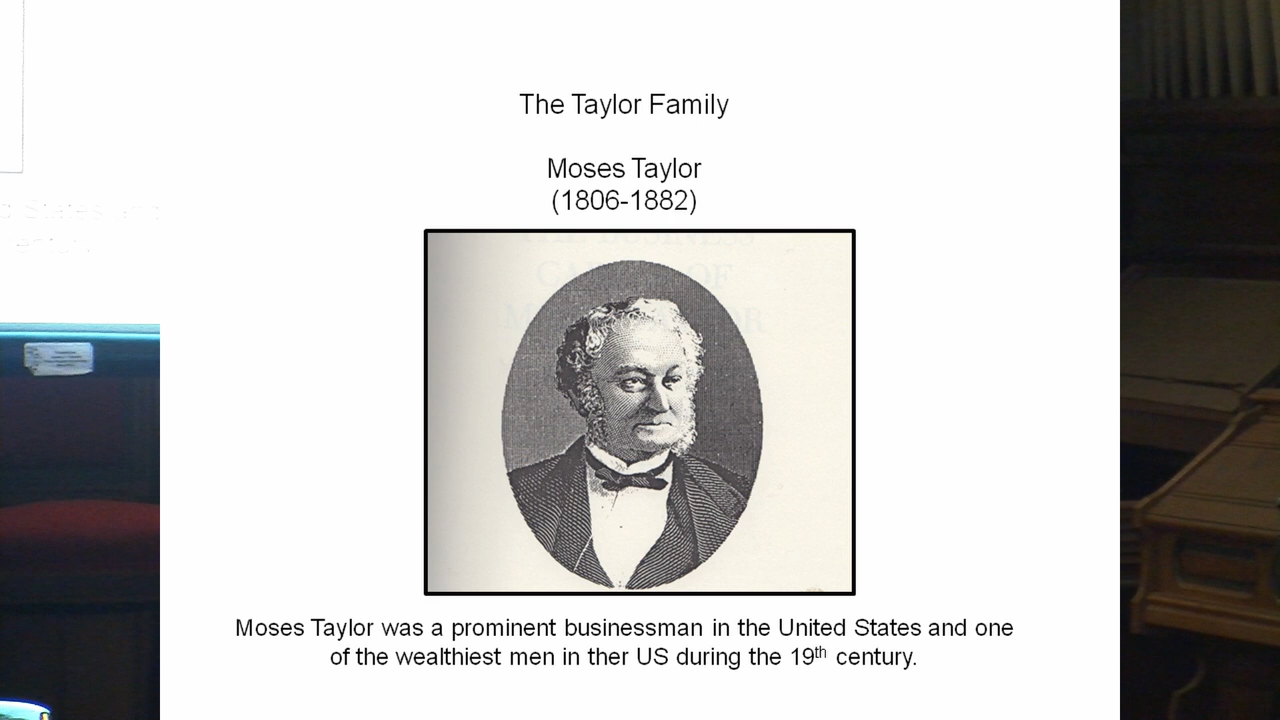 The Taylor Family
Moses Taylor
(1806-1882)
Moses Taylor was a prominent businessman in the United States and one
of the wealthiest men in ther US during the 19th century.